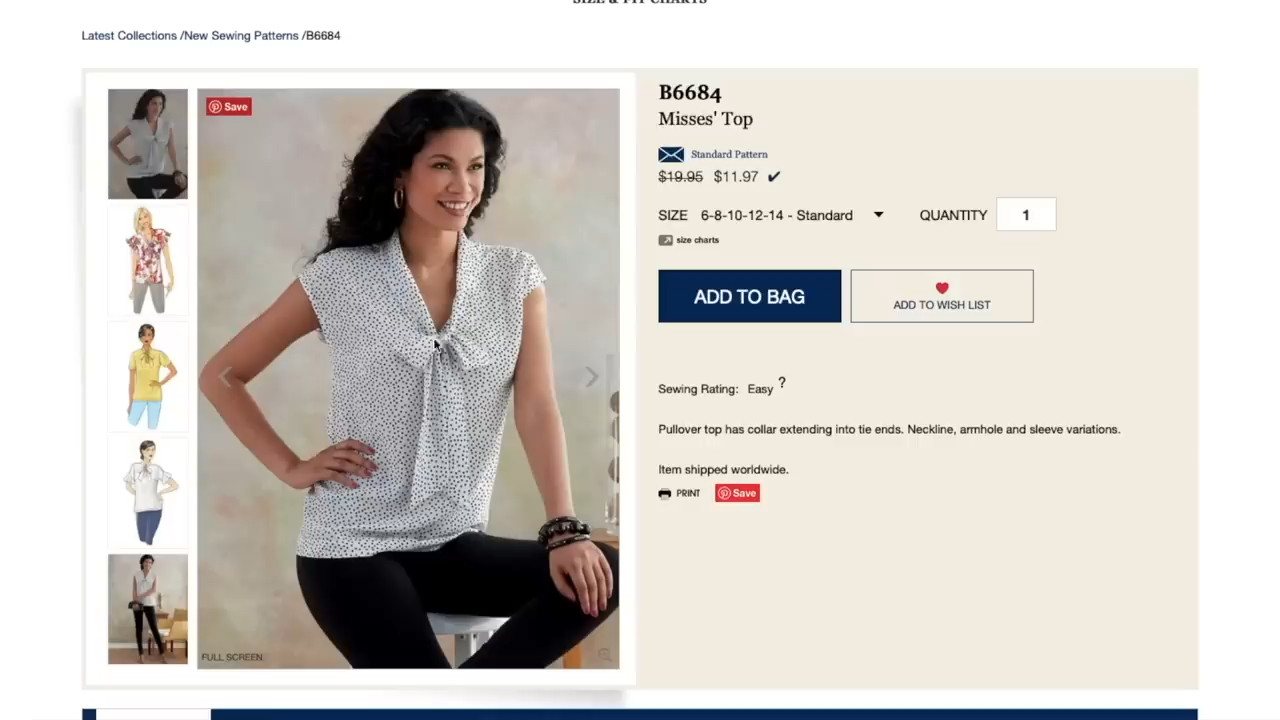 SIZE & FIT CHARTS
Latest Collections /New Sewing Patterns /B6684
Save
FULL SCREEN
B6684
Misses' Top
Standard Pattern
$19.95 $11.97 ✔
SIZE 6-8-10-12-14 - Standard QUANTITY 1
size charts
ADD TO BAG
ADD TO WISH LIST
Sewing Rating: Easy ?
Pullover top has collar extending into tie ends. Neckline, armhole and sleeve variations.
Item shipped worldwide.
PRINT Save